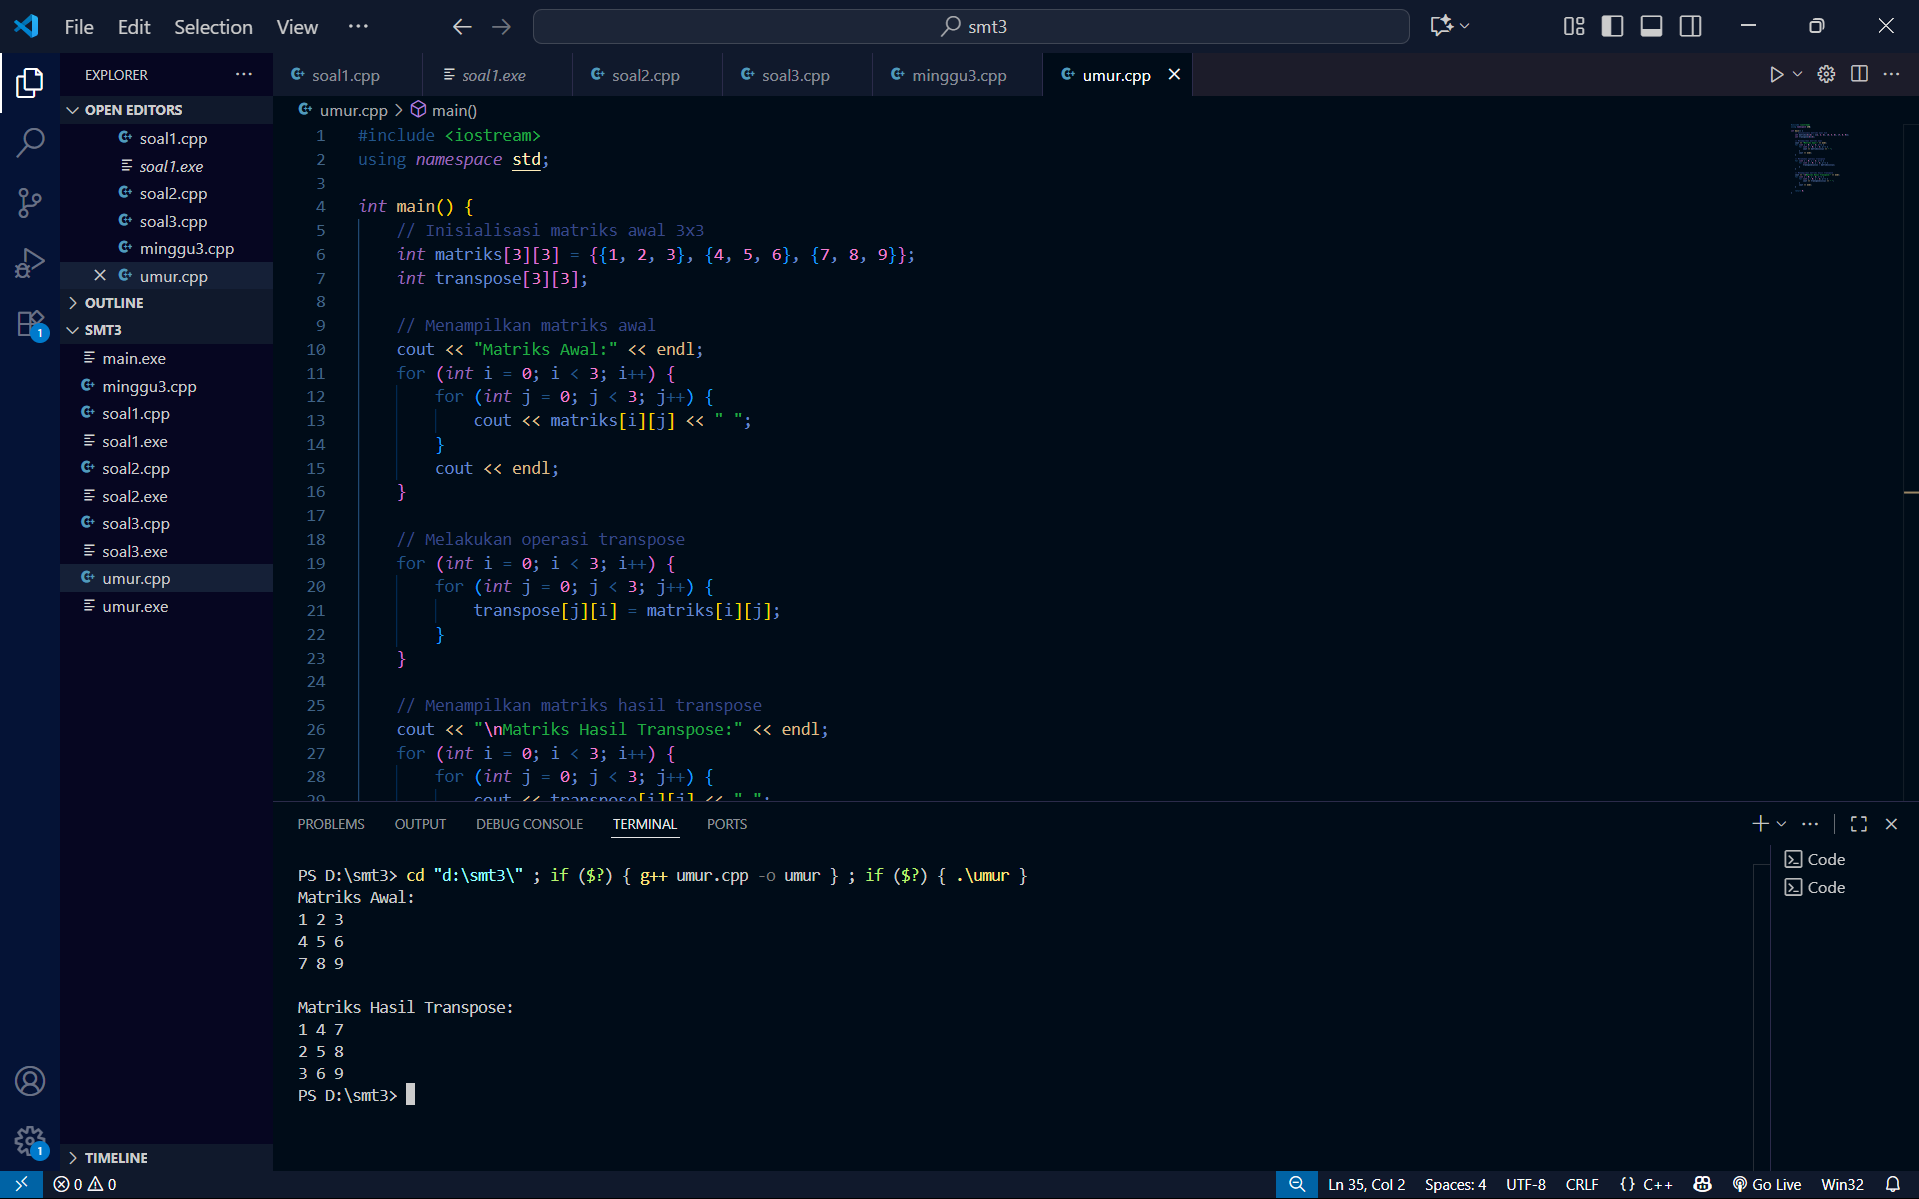 File Edit Selection View ··· smt3
EXPLORER ···
OPEN EDITORS
soal1.cpp
soal1.exe
soal2.cpp
soal3.cpp
minggu3.cpp
umur.cpp
OUTLINE
SMT3
main.exe
minggu3.cpp
soal1.cpp
soal1.exe
soal2.cpp
soal2.exe
soal3.cpp
soal3.exe
umur.cpp
umur.exe
TIMELINE
1
1
soal1.cpp soal1.exe soal2.cpp soal3.cpp minggu3.cpp umur.cpp
umur.cpp > main()
1 #include <iostream>
2 using namespace std;
3
4 int main() {
5 // Inisialisasi matriks awal 3x3
6 int matriks[3][3] = {{1, 2, 3}, {4, 5, 6}, {7, 8, 9}};
7 int transpose[3][3];
8
9 // Menampilkan matriks awal
10 cout << "Matriks Awal:" << endl;
11 for (int i = 0; i < 3; i++) {
12 for (int j = 0; j < 3; j++) {
13 cout << matriks[i][j] << " ";
14 }
15 cout << endl;
16 }
17
18 // Melakukan operasi transpose
19 for (int i = 0; i < 3; i++) {
20 for (int j = 0; j < 3; j++) {
21 transpose[j][i] = matriks[i][j];
22 }
23 }
24
25 // Menampilkan matriks hasil transpose
26 cout << "\nMatriks Hasil Transpose:" << endl;
27 for (int i = 0; i < 3; i++) {
28 for (int j = 0; j < 3; j++) {
29 cout << transpose[i][j] << " ";
PROBLEMS OUTPUT DEBUG CONSOLE TERMINAL PORTS
PS D:\smt3> cd "d:\smt3\" ; if ($?) { g++ umur.cpp -o umur } ; if ($?) { .\umur }
Matriks Awal:
1 2 3
4 5 6
7 8 9
Matriks Hasil Transpose:
1 4 7
2 5 8
3 6 9
PS D:\smt3>
Code
Code
0 0 Ln 35, Col 2 Spaces: 4 UTF-8 CRLF {} C++ Go Live Win32